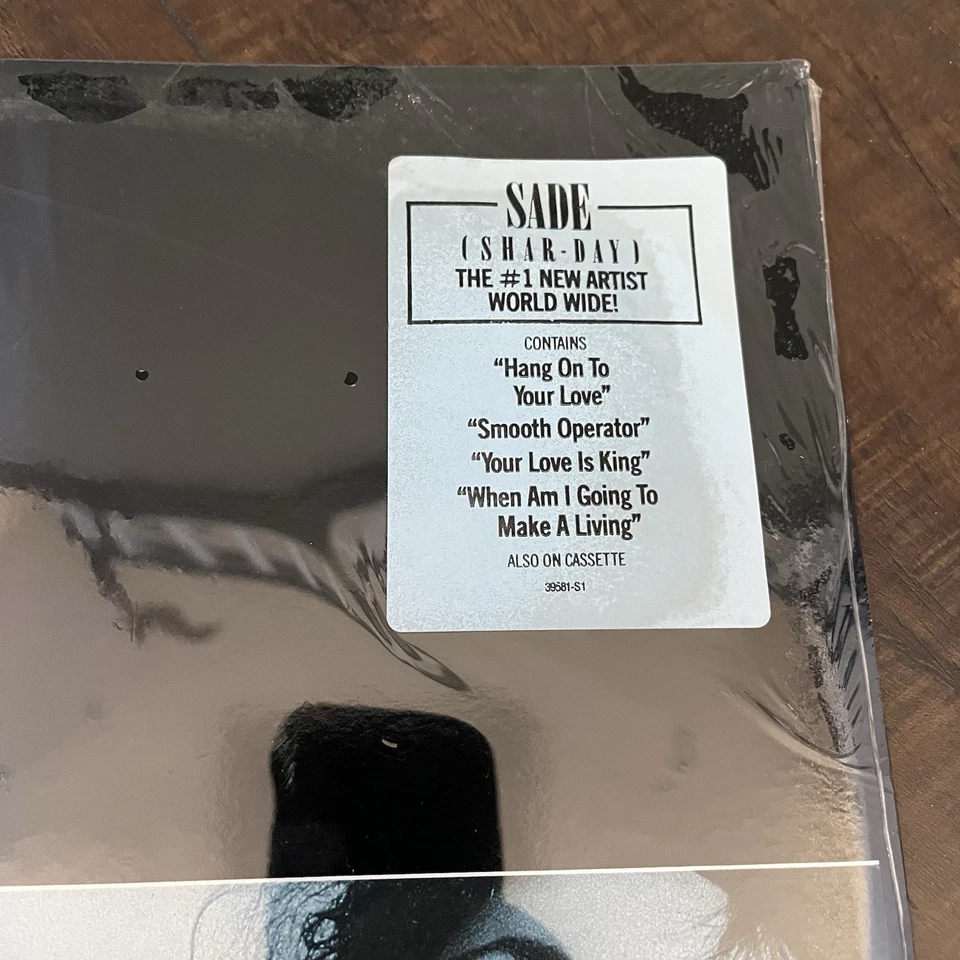 SADE
(SHAR-DAY)
THE #1 NEW ARTIST
WORLD WIDE!
CONTAINS
“Hang On To
Your Love”
“Smooth Operator”
“Your Love Is King”
“When Am I Going To
Make A Living”
ALSO ON CASSETTE
39581-S1